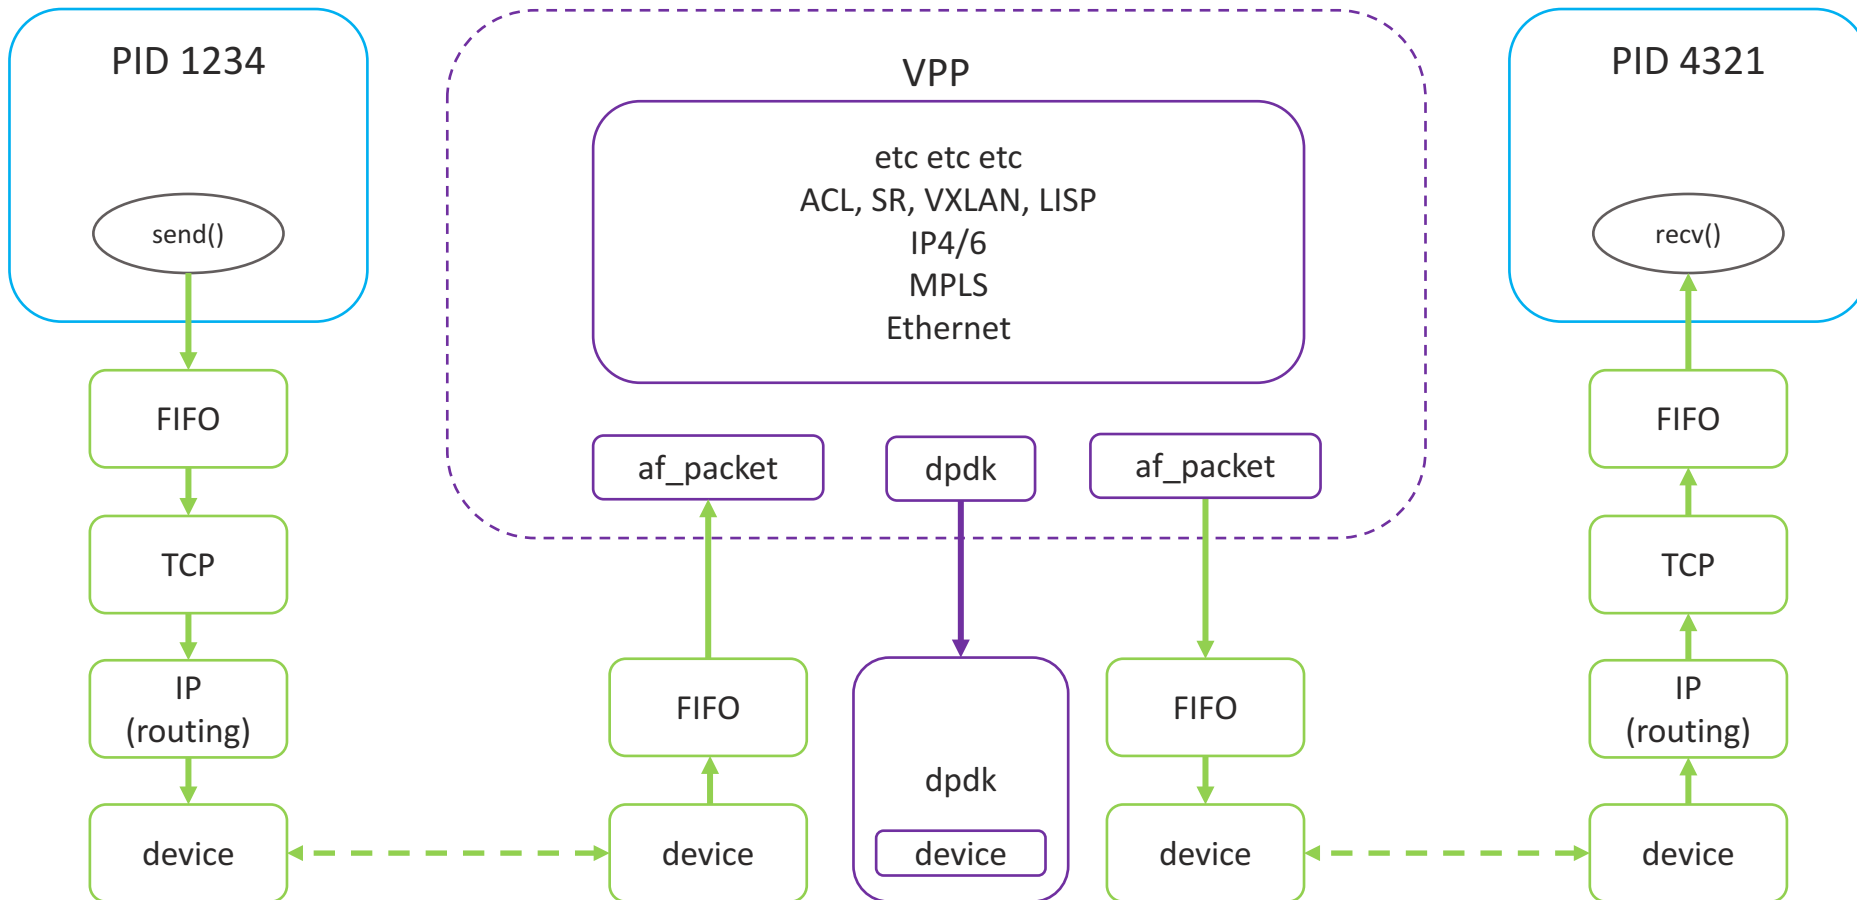 PID 1234
send()
FIFO
TCP
IP
(routing)
device
VPP
etc etc etc
ACL, SR, VXLAN, LISP
IP4/6
MPLS
Ethernet
af_packet
dpdk
af_packet
FIFO
device
dpdk
device
FIFO
device
PID 4321
recv()
FIFO
TCP
IP
(routing)
device